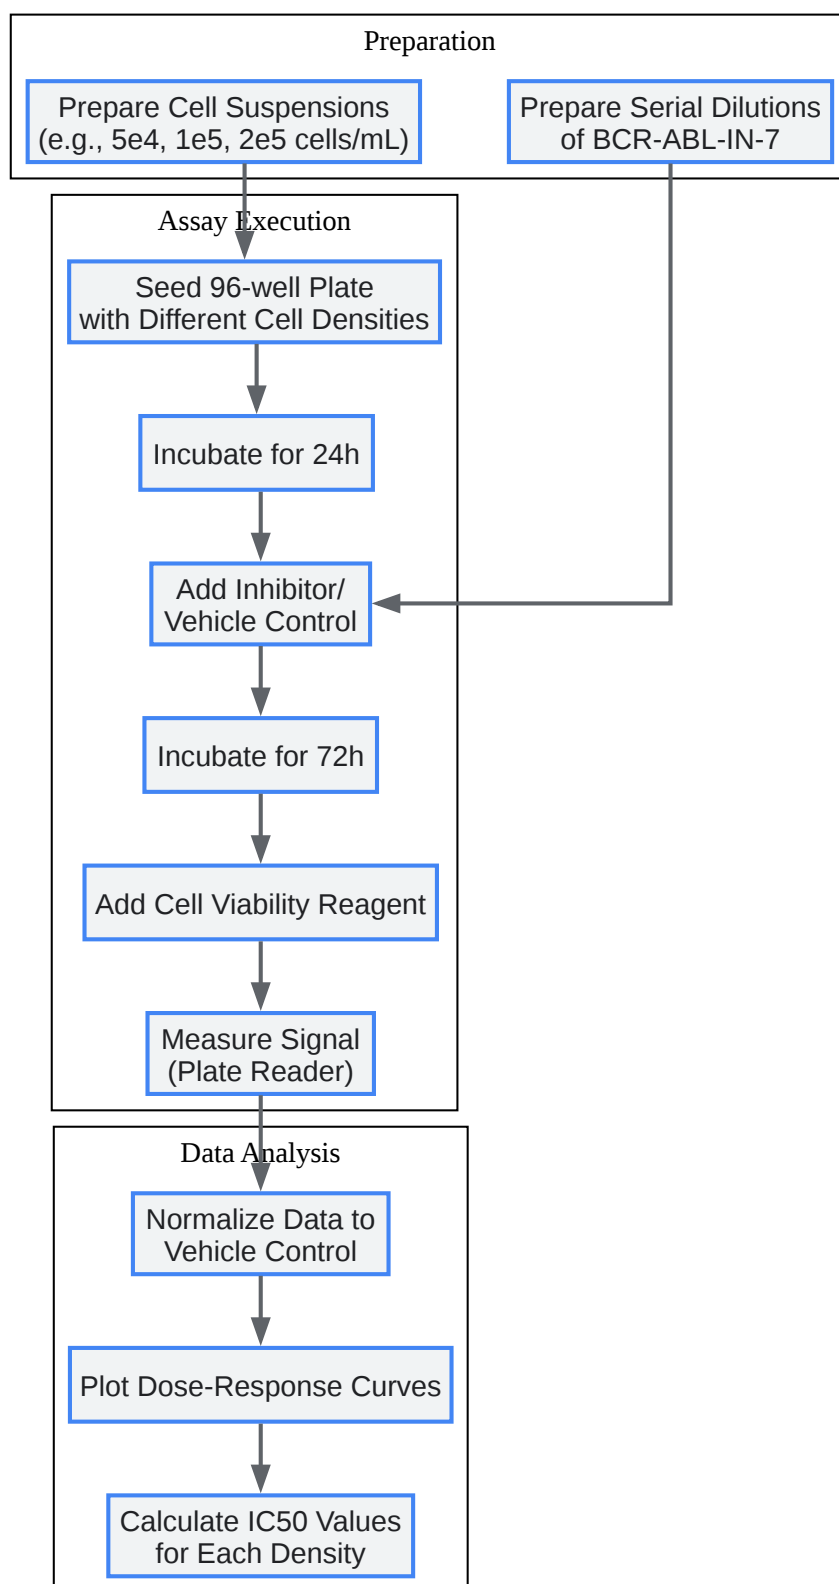 Preparation
Prepare Cell Suspensions
(e.g., 5e4, 1e5, 2e5 cells/mL)
Prepare Serial Dilutions
of BCR-ABL-IN-7
Assay Execution
Seed 96-well Plate
with Different Cell Densities
Incubate for 24h
Add Inhibitor/
Vehicle Control
Incubate for 72h
Add Cell Viability Reagent
Measure Signal
(Plate Reader)
Data Analysis
Normalize Data to
Vehicle Control
Plot Dose-Response Curves
Calculate IC50 Values
for Each Density